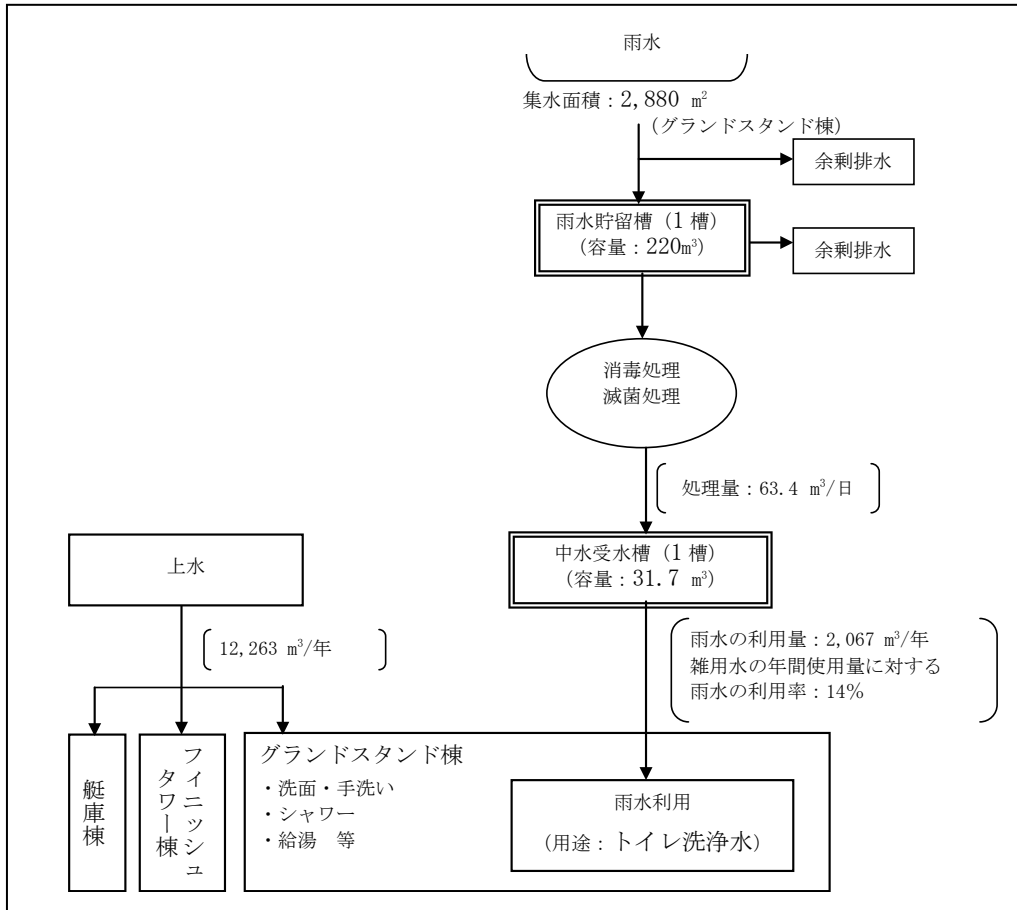 雨水
集水面積：2,880 m²
(グランドスタンド棟)
余剰排水
雨水貯留槽（1 槽）
（容量：220m³）
余剰排水
消毒処理
滅菌処理
処理量：63.4 m³/日
上水
中水受水槽（1 槽）
（容量：31.7 m³）
12,263 m³/年
雨水の利用量：2,067 m³/年
雑用水の年間使用量に対する
雨水の利用率：14%
艇庫棟
フィニッシュ
タワー棟
グランドスタンド棟
・洗面・手洗い
・シャワー
・給湯　等
雨水利用
（用途：トイレ洗浄水）